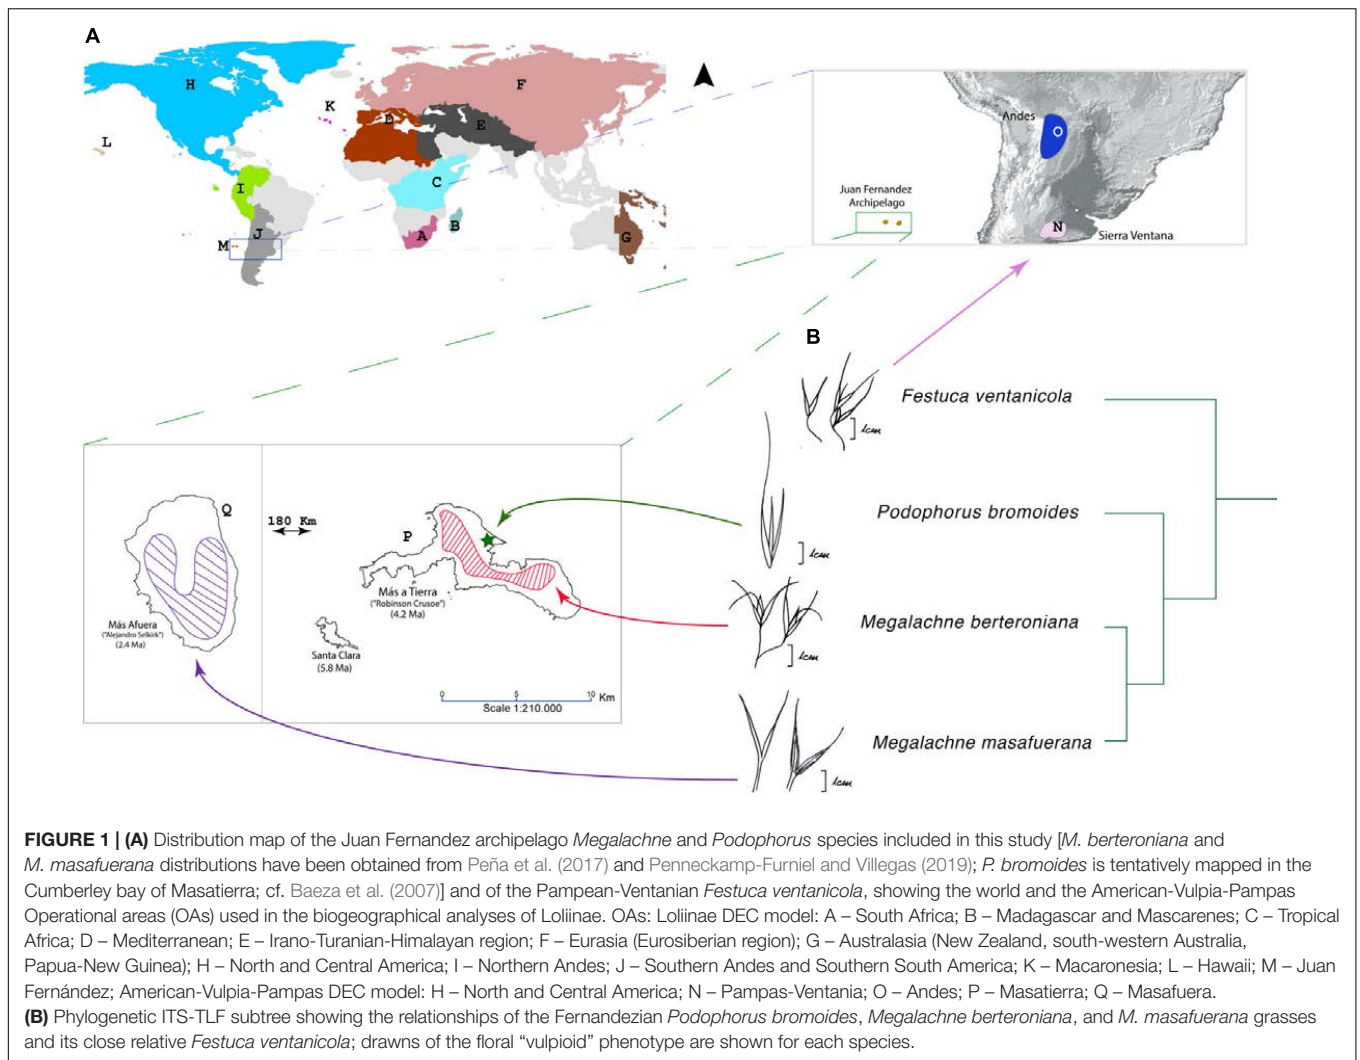 A
H
F
K
D
E
L
I
C
J
B
A
M
G
Andes
O
Juan Fernandez
Archipelago
N
Sierra Ventana
B
Festuca ventanicola
1cm
Podophorus bromoides
1cm
Megalachne berteroniana
1cm
Megalachne masafuerana
1cm
Q
180 Km
P
Más a Tierra
("Robinson Crusoe")
(4.2 Ma)
Más Afuera
("Alejandro Selkirk")
(2.4 Ma)
Santa Clara
(5.8 Ma)
0 5 10 Km
Scale 1:210.000
FIGURE 1 | (A) Distribution map of the Juan Fernandez archipelago Megalachne and Podophorus species included in this study [M. berteroniana and
M. masafuerana distributions have been obtained from Peña et al. (2017) and Penneckamp-Furniel and Villegas (2019); P. bromoides is tentatively mapped in the
Cumberley bay of Masatierra; cf. Baeza et al. (2007)] and of the Pampean-Ventanian Festuca ventanicola, showing the world and the American-Vulpia-Pampas
Operational areas (OAs) used in the biogeographical analyses of Loliinae. OAs: Loliinae DEC model: A – South Africa; B – Madagascar and Mascarenes; C – Tropical
Africa; D – Mediterranean; E – Irano-Turanian-Himalayan region; F – Eurasia (Eurosiberian region); G – Australasia (New Zealand, south-western Australia,
Papua-New Guinea); H – North and Central America; I – Northern Andes; J – Southern Andes and Southern South America; K – Macaronesia; L – Hawaii; M – Juan
Fernández; American-Vulpia-Pampas DEC model: H – North and Central America; N – Pampas-Ventania; O – Andes; P – Masatierra; Q – Masafuera.
(B) Phylogenetic ITS-TLF subtree showing the relationships of the Fernandezian Podophorus bromoides, Megalachne berteroniana, and M. masafuerana grasses
and its close relative Festuca ventanicola; drawns of the floral “vulpioid” phenotype are shown for each species.